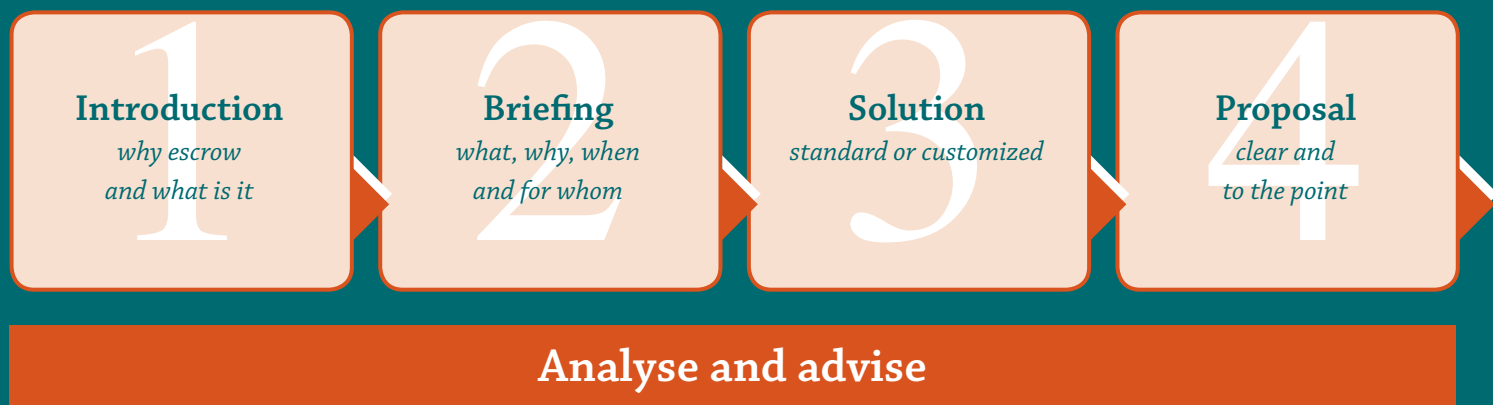 1
Introduction
why escrow
and what is it
2
Briefing
what, why, when
and for whom
3
Solution
standard or customized
4
Proposal
clear and
to the point
Analyse and advise